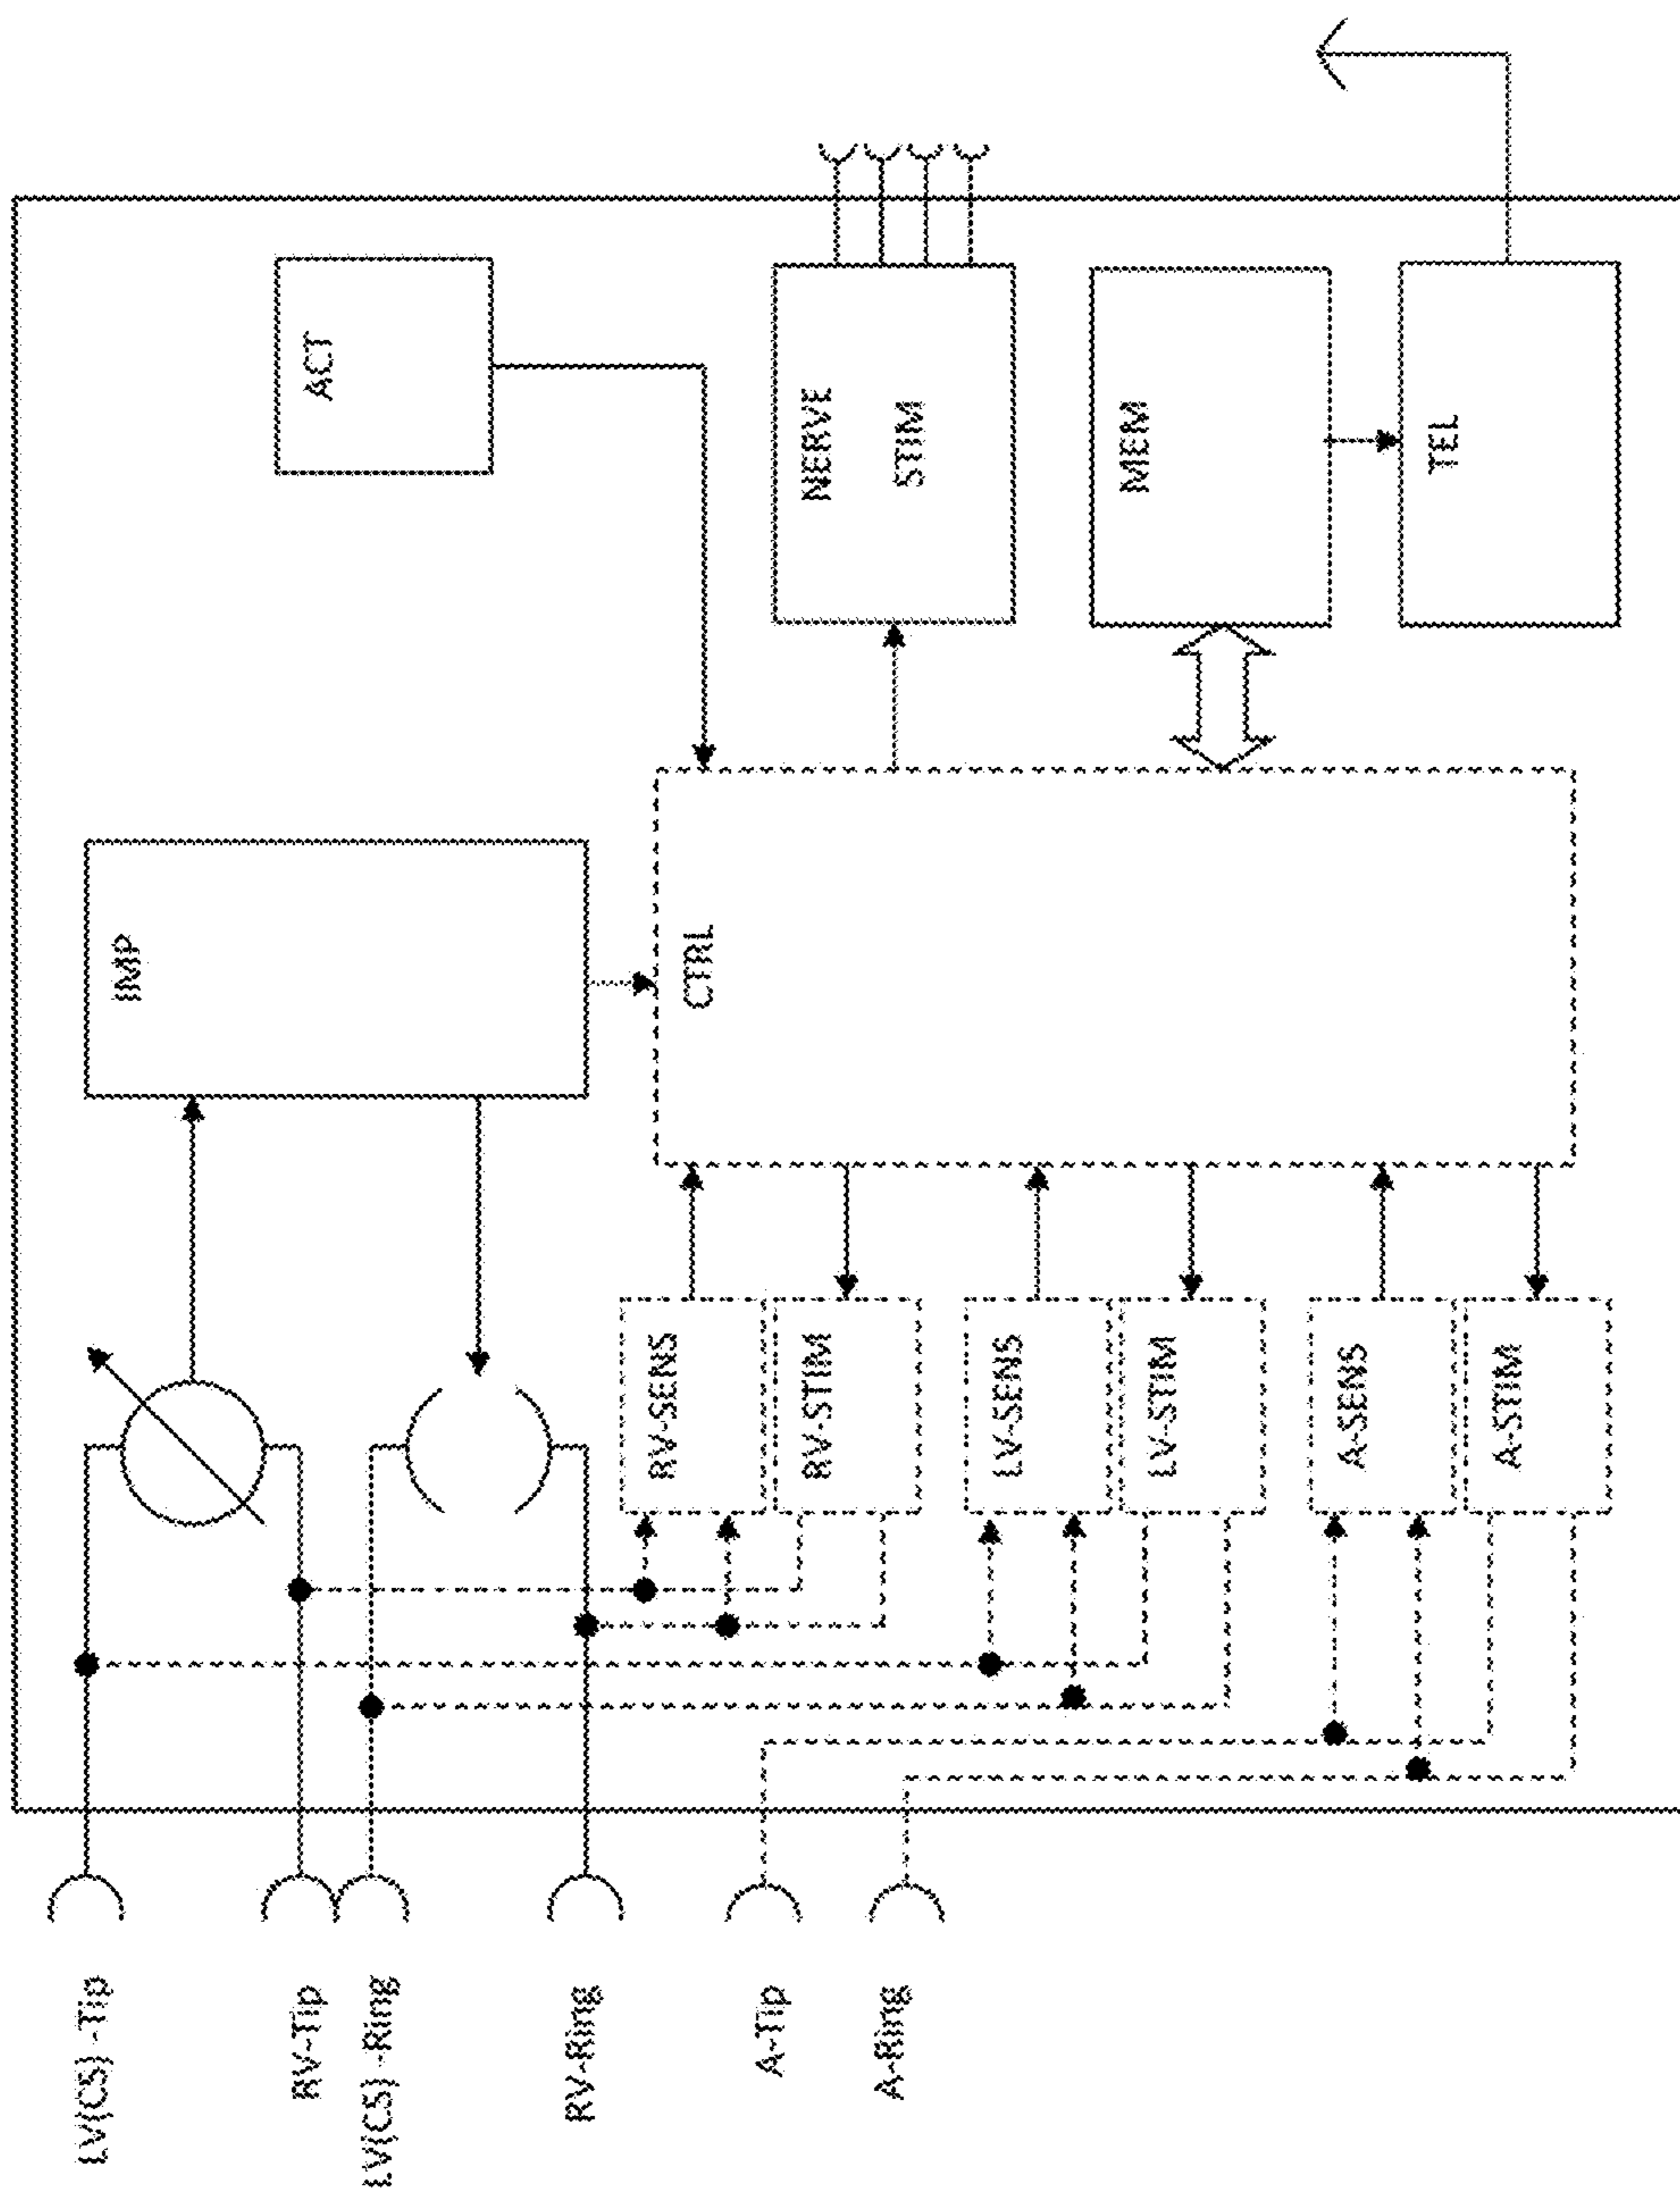 LV(CS) -Tip
RV-Tip
LV(CS) -Ring
RV-Ring
A-Tip
A-Ring
IMP
ACT
CTRL
RV-SENS
RV-STIM
LV-SENS
LV-STIM
A-SENS
A-STIM
NERVE
STIM
MEM
TEL